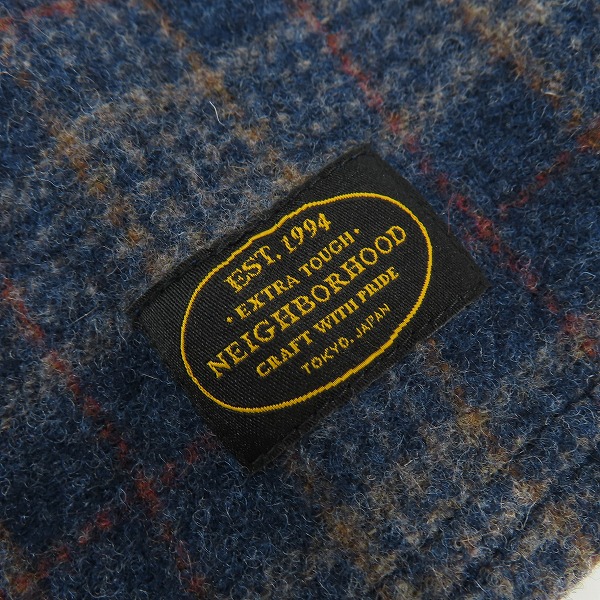 EST. 1994
· EXTRA TOUGH ·
NEIGHBORHOOD
CRAFT WITH PRIDE
TOKYO. JAPAN